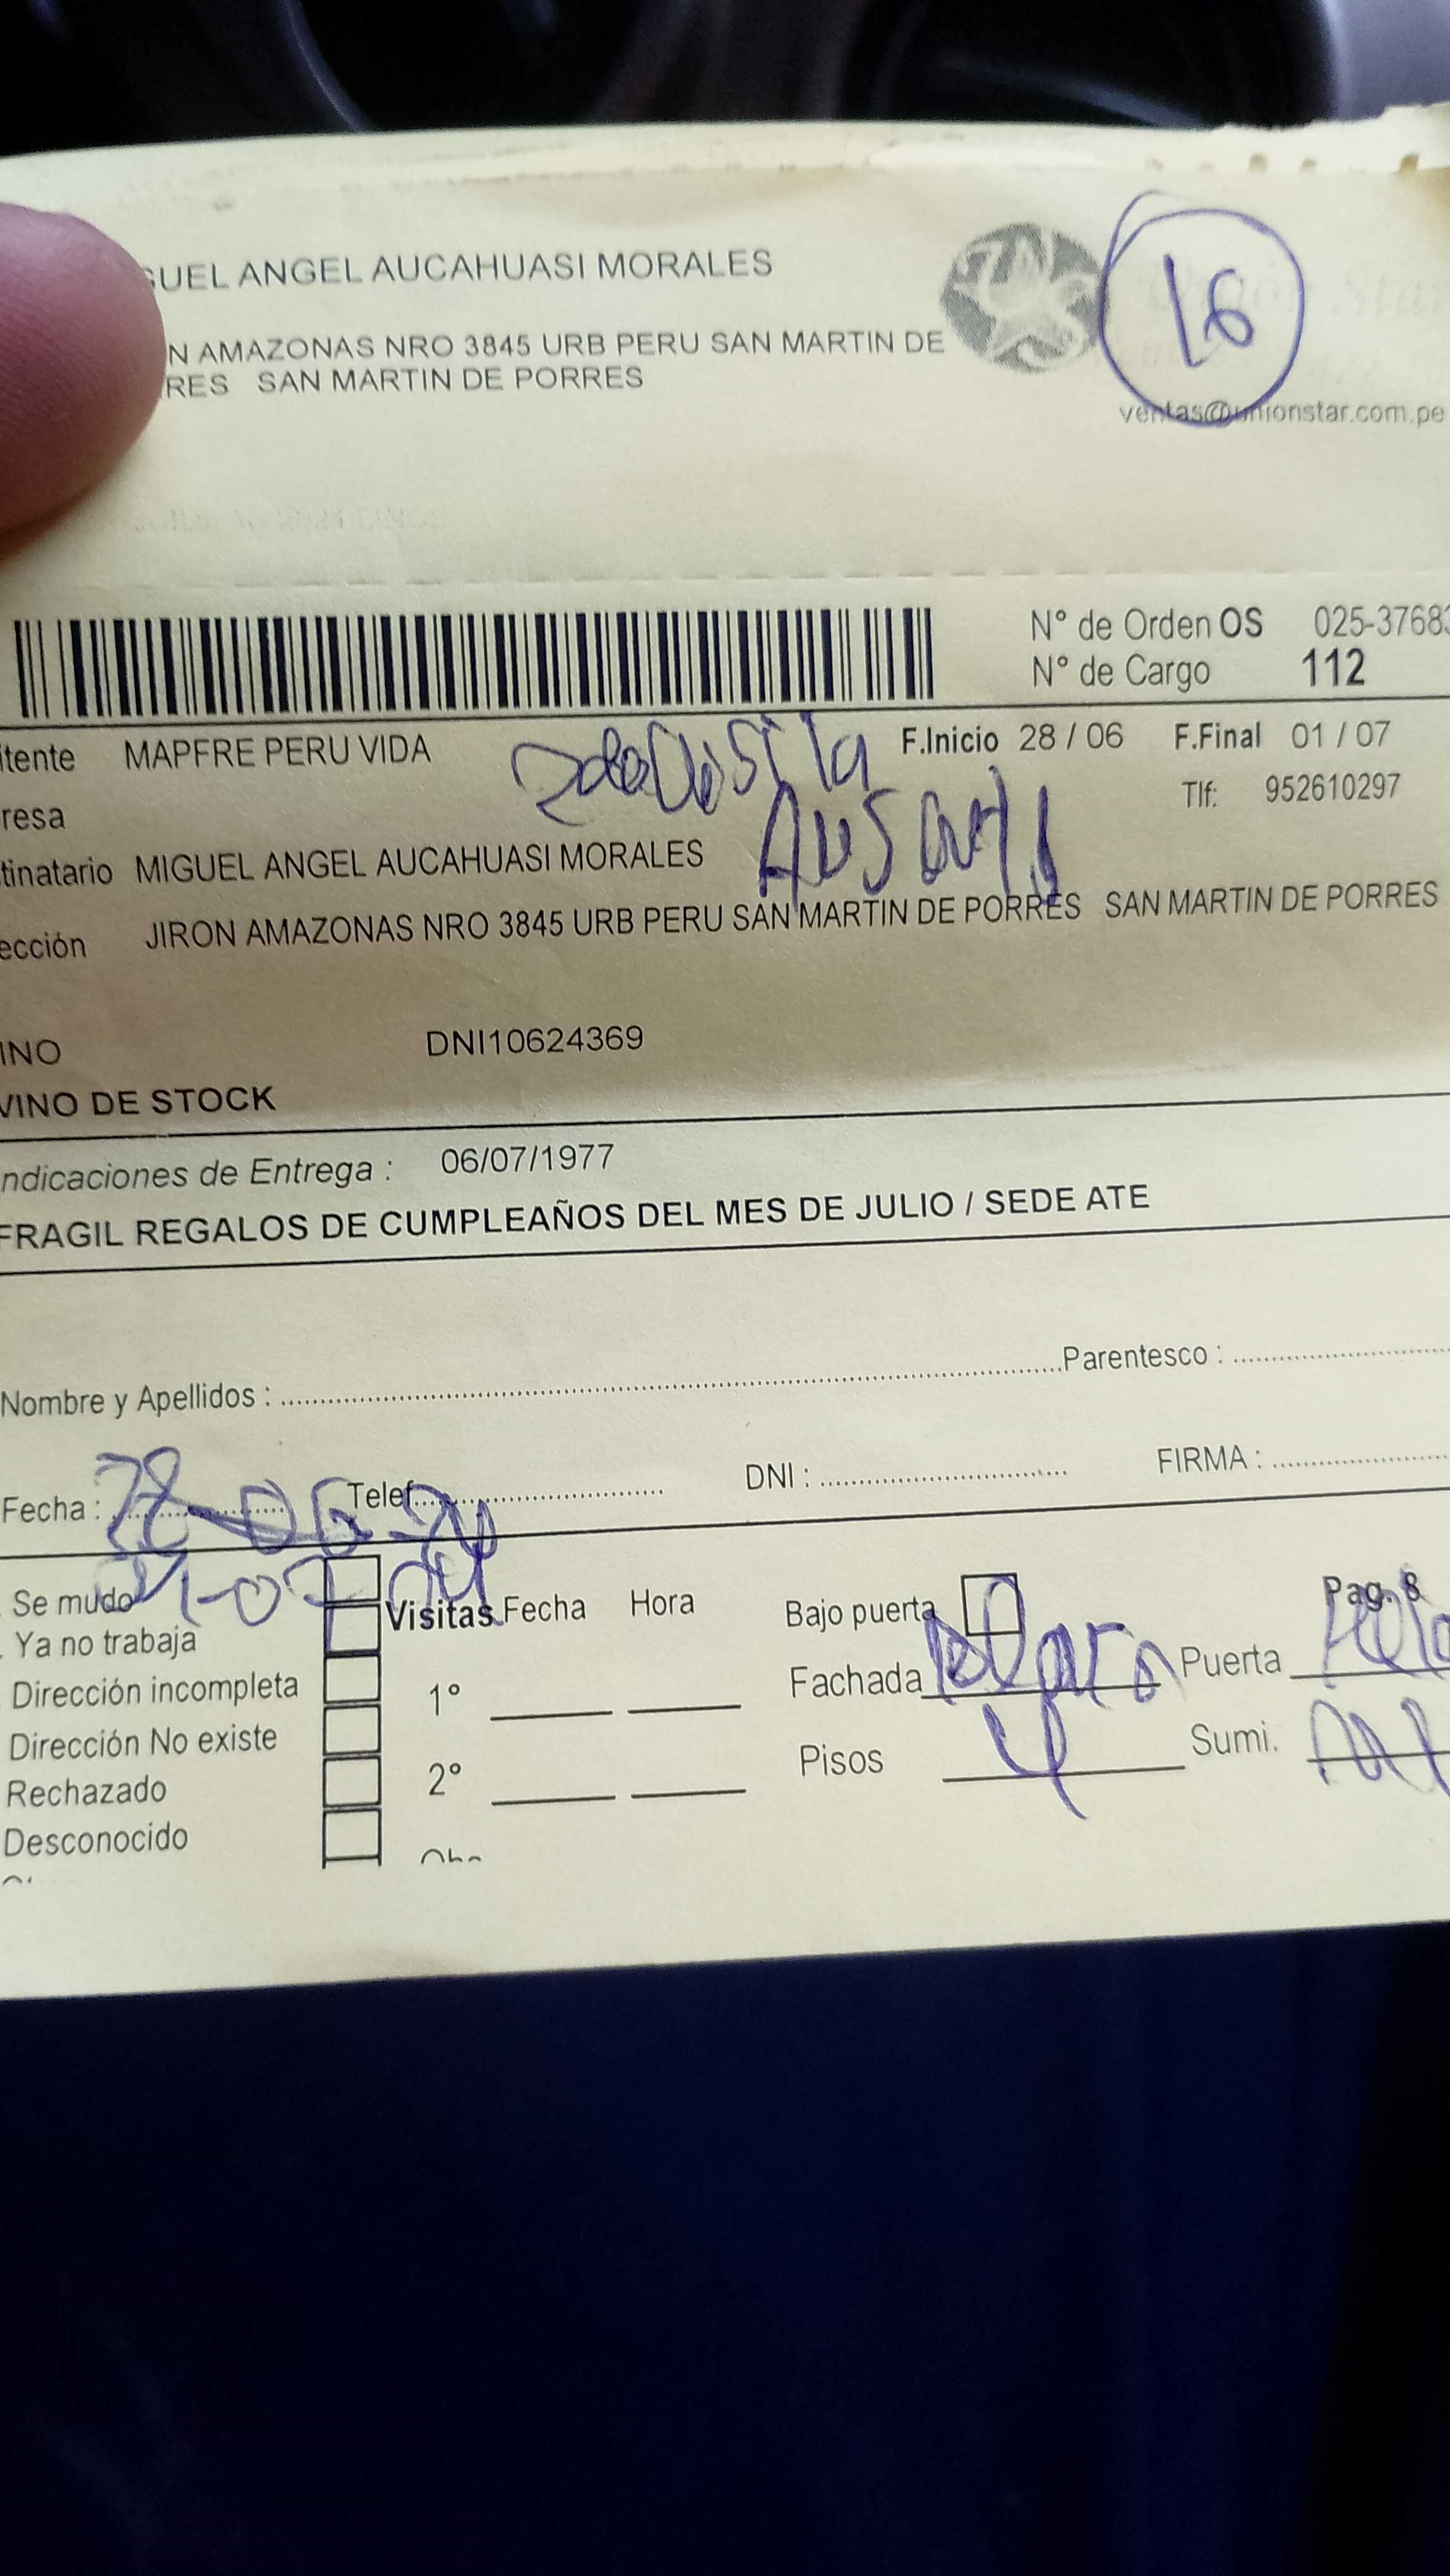 GUEL ANGEL AUCAHUASI MORALES
16
N AMAZONAS NRO 3845 URB PERU SAN MARTIN DE
RES SAN MARTIN DE PORRES
ventas@unionstar.com.pe
N° de Orden OS 025-3768
N° de Cargo 112
itente MAPFRE PERU VIDA
F.Inicio 28 / 06 F.Final 01 / 07
Tlf: 952610297
resa
tinatario MIGUEL ANGEL AUCAHUASI MORALES
ección JIRON AMAZONAS NRO 3845 URB PERU SAN MARTIN DE PORRES SAN MARTIN DE PORRES
INO DNI10624369
VINO DE STOCK
ndicaciones de Entrega : 06/07/1977
FRAGIL REGALOS DE CUMPLEAÑOS DEL MES DE JULIO / SEDE ATE
Nombre y Apellidos : Parentesco :
Fecha : 28-06-24 Telef. DNI : FIRMA :
Se mudo Visitas Fecha Hora Bajo puerta Pag. 8
Ya no trabaja
Dirección incompleta 1° Fachada Puerta
Dirección No existe
Rechazado 2° Pisos 4 Sumi.
Desconocido